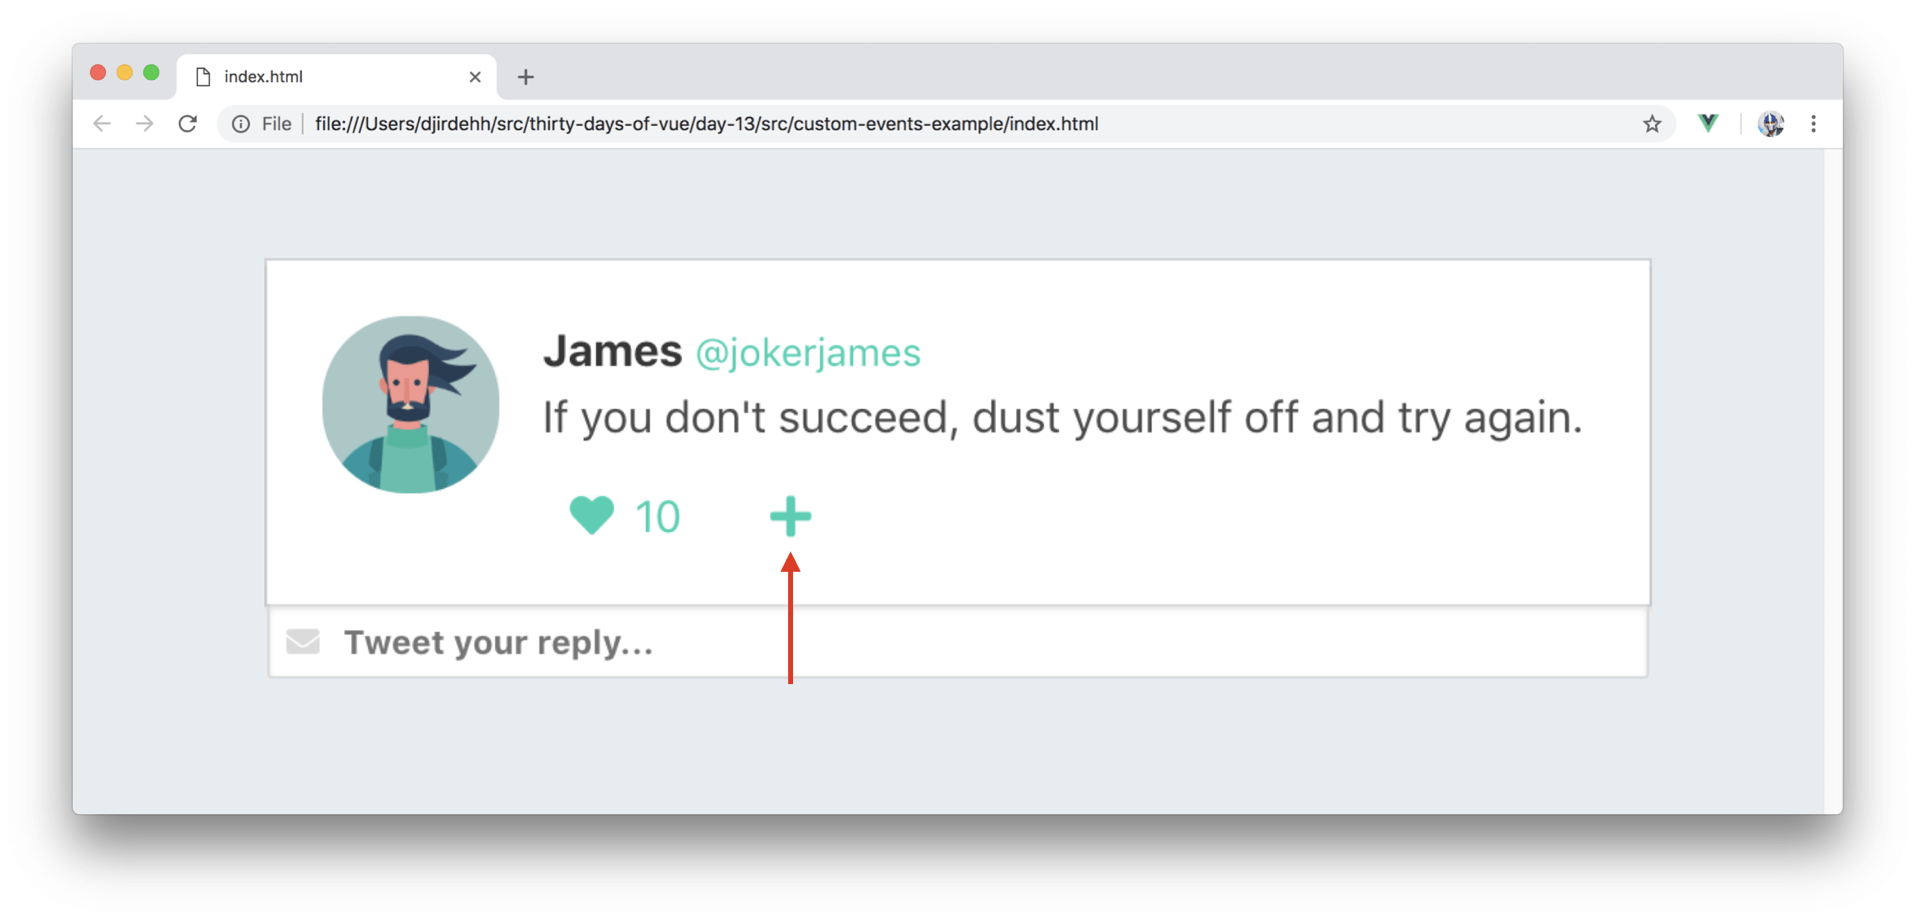 index.html
File file:///Users/djirdehh/src/thirty-days-of-vue/day-13/src/custom-events-example/index.html
James @jokerjames
If you don't succeed, dust yourself off and try again.
10
Tweet your reply...